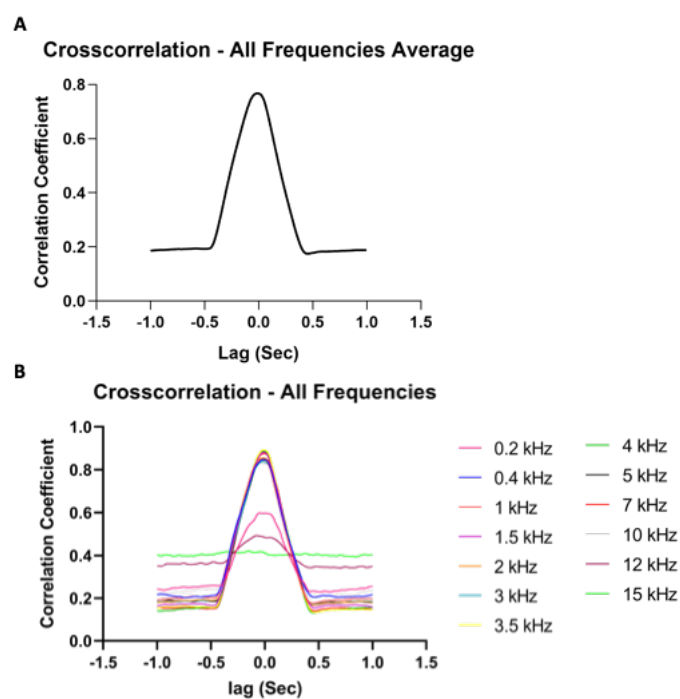 A
Crosscorrelation - All Frequencies Average
Correlation Coefficient
0.8
0.6
0.4
0.2
0.0
-1.5 -1.0 -0.5 0.0 0.5 1.0 1.5
Lag (Sec)
B
Crosscorrelation - All Frequencies
Correlation Coefficient
1.0
0.8
0.6
0.4
0.2
0.0
-1.5 -1.0 -0.5 0.0 0.5 1.0 1.5
lag (Sec)
0.2 kHz
0.4 kHz
1 kHz
1.5 kHz
2 kHz
3 kHz
3.5 kHz
4 kHz
5 kHz
7 kHz
10 kHz
12 kHz
15 kHz